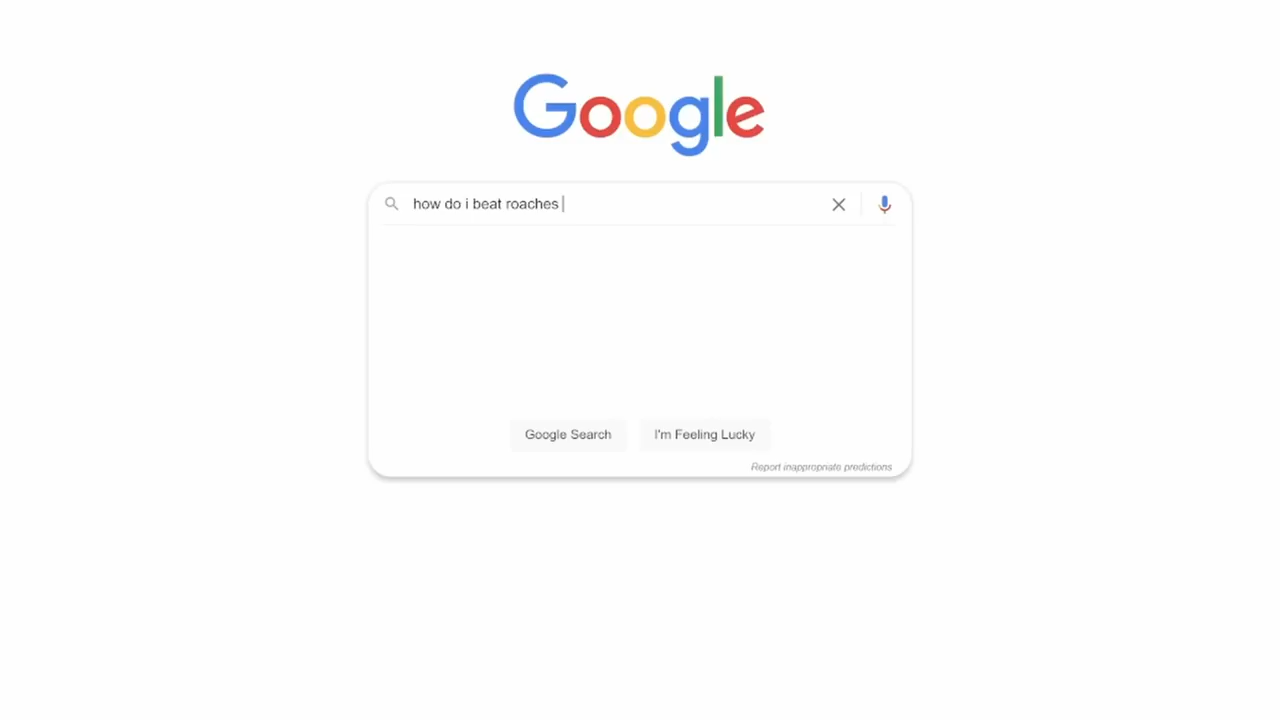 Google
how do i beat roaches
Google Search
I'm Feeling Lucky
Report inappropriate predictions